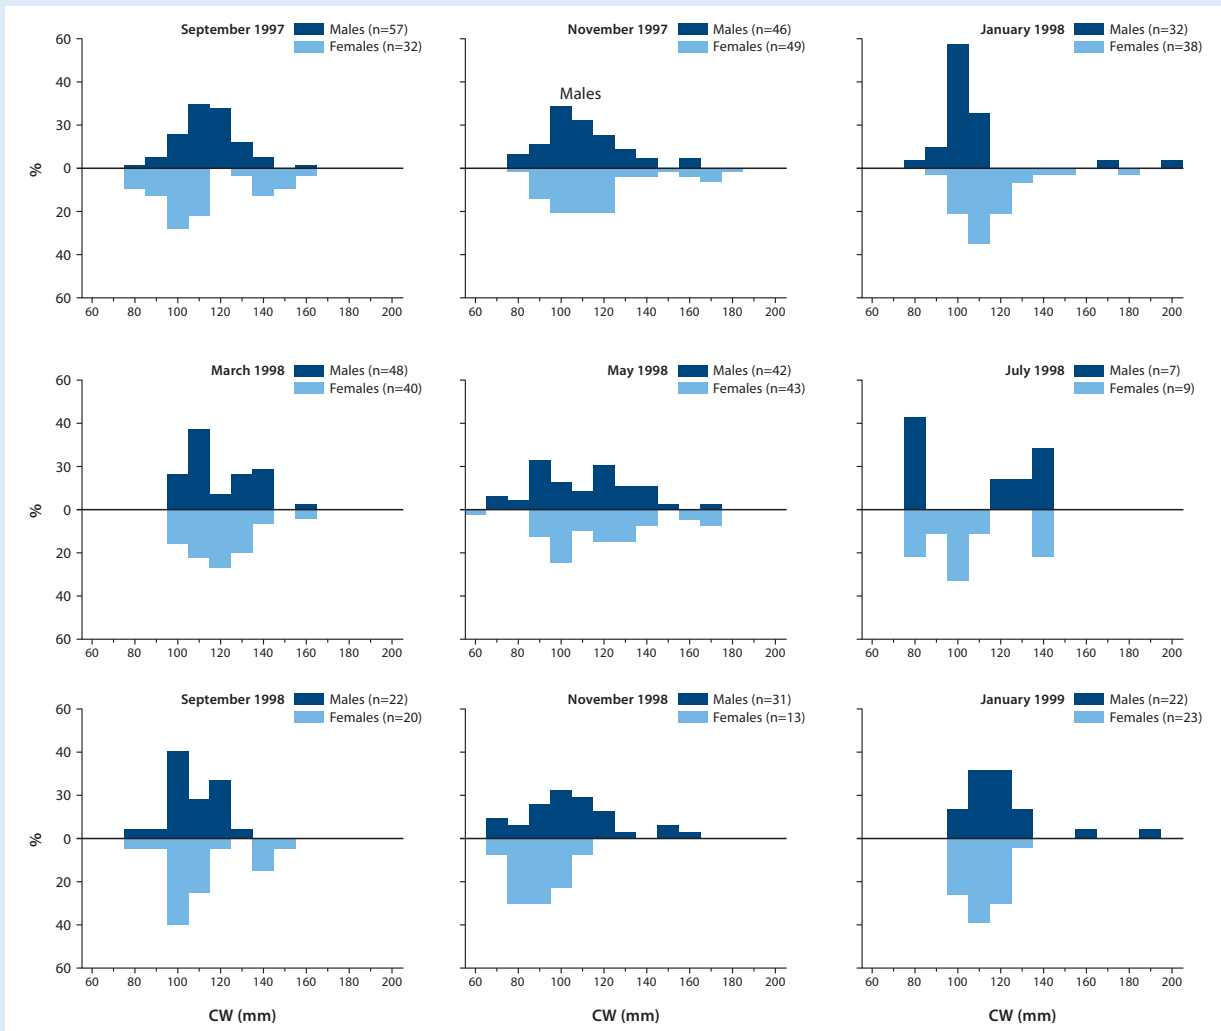 September 1997 Males (n=57)
Females (n=32)
November 1997 Males (n=46)
Females (n=49)
January 1998 Males (n=32)
Females (n=38)
60
40
30
0
20
40
60
%
Males
60 80 100 120 140 160 180 200
60 80 100 120 140 160 180 200
60 80 100 120 140 160 180 200
March 1998 Males (n=48)
Females (n=40)
May 1998 Males (n=42)
Females (n=43)
July 1998 Males (n=7)
Females (n=9)
60
40
30
0
20
40
60
%
60 80 100 120 140 160 180 200
60 80 100 120 140 160 180 200
60 80 100 120 140 160 180 200
September 1998 Males (n=22)
Females (n=20)
November 1998 Males (n=31)
Females (n=13)
January 1999 Males (n=22)
Females (n=23)
60
40
30
0
20
40
60
%
60 80 100 120 140 160 180 200
60 80 100 120 140 160 180 200
60 80 100 120 140 160 180 200
CW (mm) CW (mm) CW (mm)